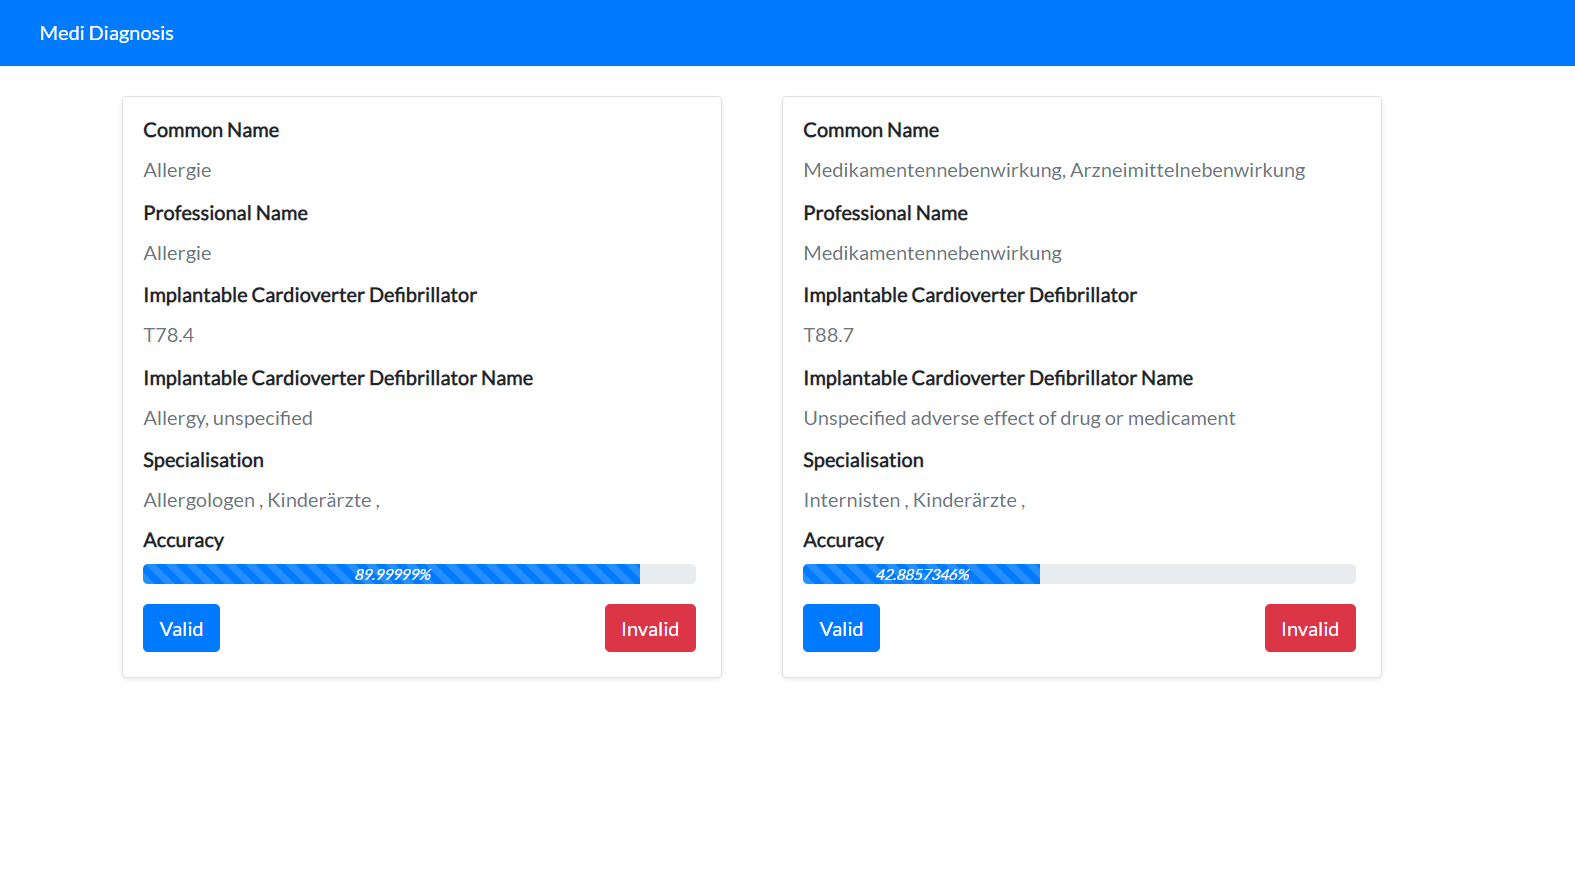 Medi Diagnosis
Common Name
Allergie
Professional Name
Allergie
Implantable Cardioverter Defibrillator
T78.4
Implantable Cardioverter Defibrillator Name
Allergy, unspecified
Specialisation
Allergologen , Kinderärzte ,
Accuracy
89.99999%
Valid
Invalid
Common Name
Medikamentennebenwirkung, Arzneimittelnebenwirkung
Professional Name
Medikamentennebenwirkung
Implantable Cardioverter Defibrillator
T88.7
Implantable Cardioverter Defibrillator Name
Unspecified adverse effect of drug or medicament
Specialisation
Internisten , Kinderärzte ,
Accuracy
42.8857346%
Valid
Invalid